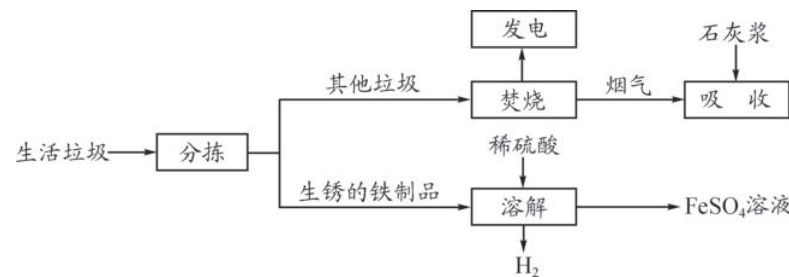 发电
石灰浆
其他垃圾
焚烧
烟气
吸收
生活垃圾
分拣
稀硫酸
生锈的铁制品
溶解
FeSO₄溶液
H₂